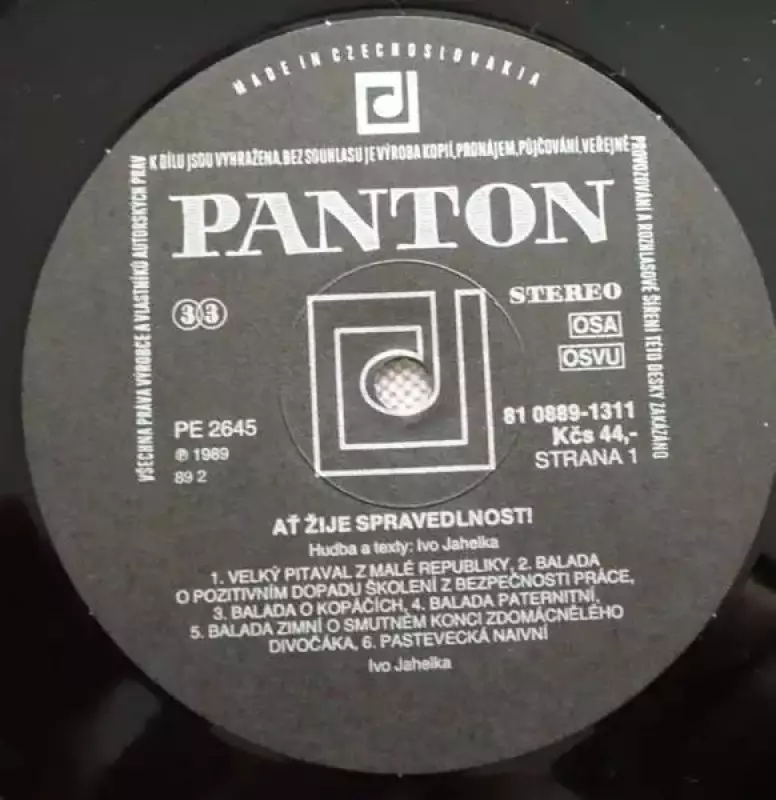 MADE IN CZECHOSLOVAKIA
VŠECHNA PRÁVA VÝROBCE A VLASTNÍKŮ AUTORSKÝCH PRÁV
K DÍLU JSOU VYHRAŽENA, BEZ SOUHLASU JE VÝROBA KOPIÍ, PRONÁJEM, PŮJČOVÁNÍ, VEŘEJNÉ
PROVOZOVÁNÍ A ROZHLASOVÉ ŠÍŘENÍ TÉTO DESKY ZAKÁZÁNO
PANTON
33
STEREO
OSA
OSVU
PE 2645
℗ 1989
89 2
81 0889-1311
Kčs 44,-
STRANA 1
AŤ ŽIJE SPRAVEDLNOST!
Hudba a texty: Ivo Jahelka
1. VELKÝ PITAVAL Z MALÉ REPUBLIKY, 2. BALADA
O POZITIVNÍM DOPADU ŠKOLENÍ Z BEZPEČNOSTI PRÁCE,
3. BALADA O KOPÁČÍCH, 4. BALADA PATERNITNÍ,
5. BALADA ZIMNÍ O SMUTNÉM KONCI ZDOMÁCNĚLÉHO
DIVOČÁKA, 6. PASTEVECKÁ NAIVNÍ
Ivo Jahelka